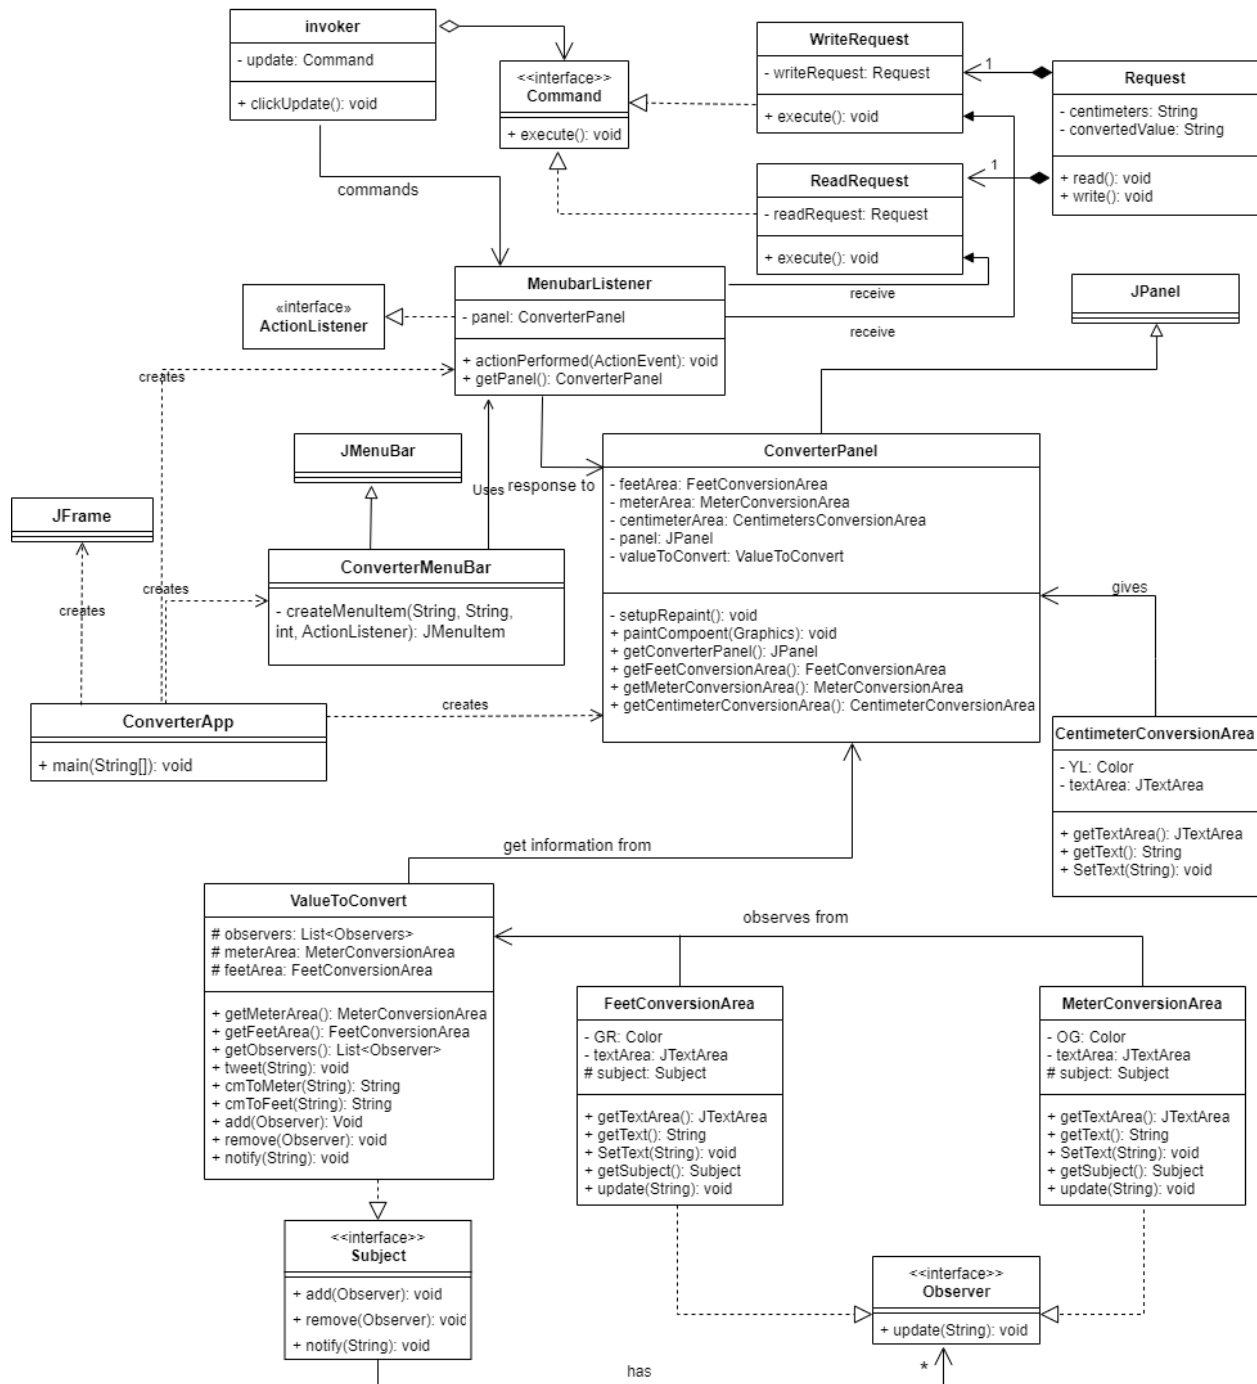 invoker
- update: Command
+ clickUpdate(): void
<<interface>>
Command
+ execute(): void
WriteRequest
- writeRequest: Request
+ execute(): void
1
Request
- centimeters: String
- convertedValue: String
+ read(): void
+ write(): void
ReadRequest
- readRequest: Request
+ execute(): void
1
commands
MenubarListener
- panel: ConverterPanel
+ actionPerformed(ActionEvent): void
+ getPanel(): ConverterPanel
«interface»
ActionListener
receive
receive
JPanel
creates
JMenuBar
Uses
response to
ConverterPanel
- feetArea: FeetConversionArea
- meterArea: MeterConversionArea
- centimeterArea: CentimetersConversionArea
- panel: JPanel
- valueToConvert: ValueToConvert
- setupRepaint(): void
+ paintCompoent(Graphics): void
+ getConverterPanel(): JPanel
+ getFeetConversionArea(): FeetConversionArea
+ getMeterConversionArea(): MeterConversionArea
+ getCentimeterConversionArea(): CentimeterConversionArea
JFrame
creates
creates
ConverterMenuBar
- createMenuItem(String, String,
int, ActionListener): JMenuItem
gives
ConverterApp
+ main(String[]): void
creates
CentimeterConversionArea
- YL: Color
- textArea: JTextArea
+ getTextArea(): JTextArea
+ getText(): String
+ SetText(String): void
get information from
ValueToConvert
# observers: List<Observers>
# meterArea: MeterConversionArea
# feetArea: FeetConversionArea
+ getMeterArea(): MeterConversionArea
+ getFeetArea(): FeetConversionArea
+ getObservers(): List<Observer>
+ tweet(String): void
+ cmToMeter(String): String
+ cmToFeet(String): String
+ add(Observer): Void
+ remove(Observer): void
+ notify(String): void
observes from
FeetConversionArea
- GR: Color
- textArea: JTextArea
# subject: Subject
+ getTextArea(): JTextArea
+ getText(): String
+ SetText(String): void
+ getSubject(): Subject
+ update(String): void
MeterConversionArea
- OG: Color
- textArea: JTextArea
# subject: Subject
+ getTextArea(): JTextArea
+ getText(): String
+ SetText(String): void
+ getSubject(): Subject
+ update(String): void
<<interface>>
Subject
+ add(Observer): void
+ remove(Observer): void
+ notify(String): void
<<interface>>
Observer
+ update(String): void
has
*